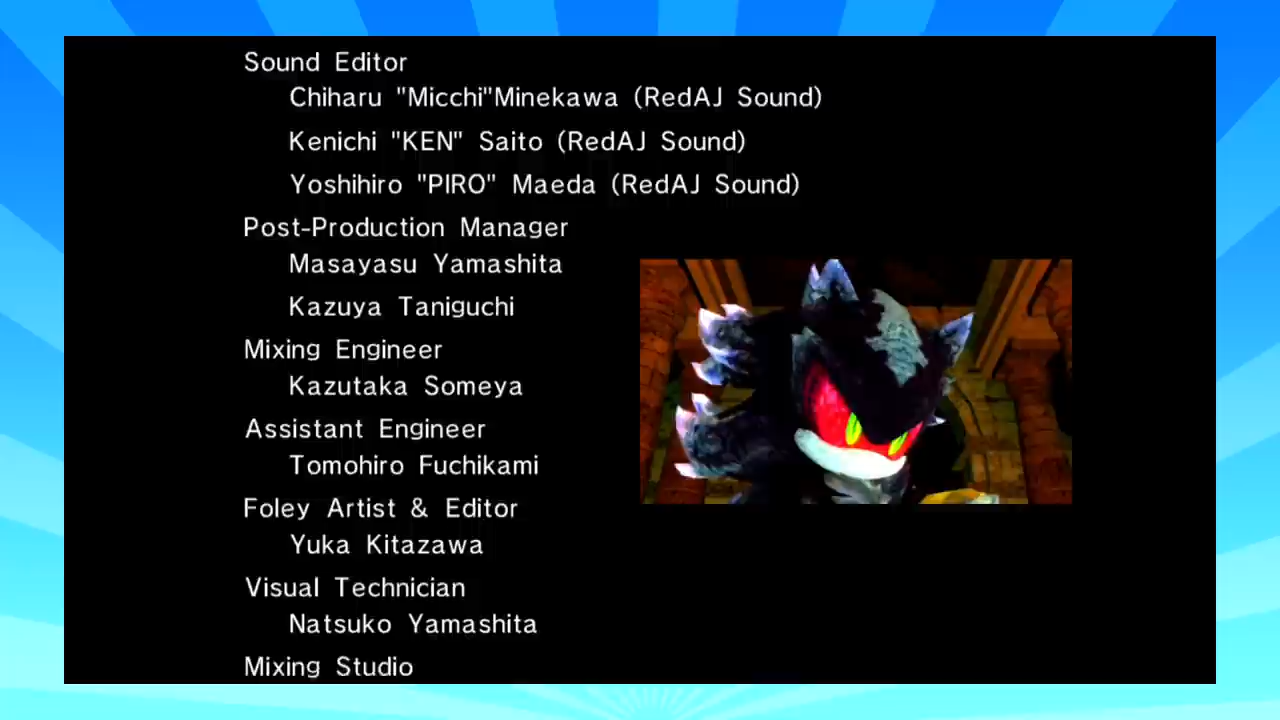 Sound Editor
Chiharu "Micchi"Minekawa (RedAJ Sound)
Kenichi "KEN" Saito (RedAJ Sound)
Yoshihiro "PIRO" Maeda (RedAJ Sound)
Post-Production Manager
Masayasu Yamashita
Kazuya Taniguchi
Mixing Engineer
Kazutaka Someya
Assistant Engineer
Tomohiro Fuchikami
Foley Artist & Editor
Yuka Kitazawa
Visual Technician
Natsuko Yamashita
Mixing Studio